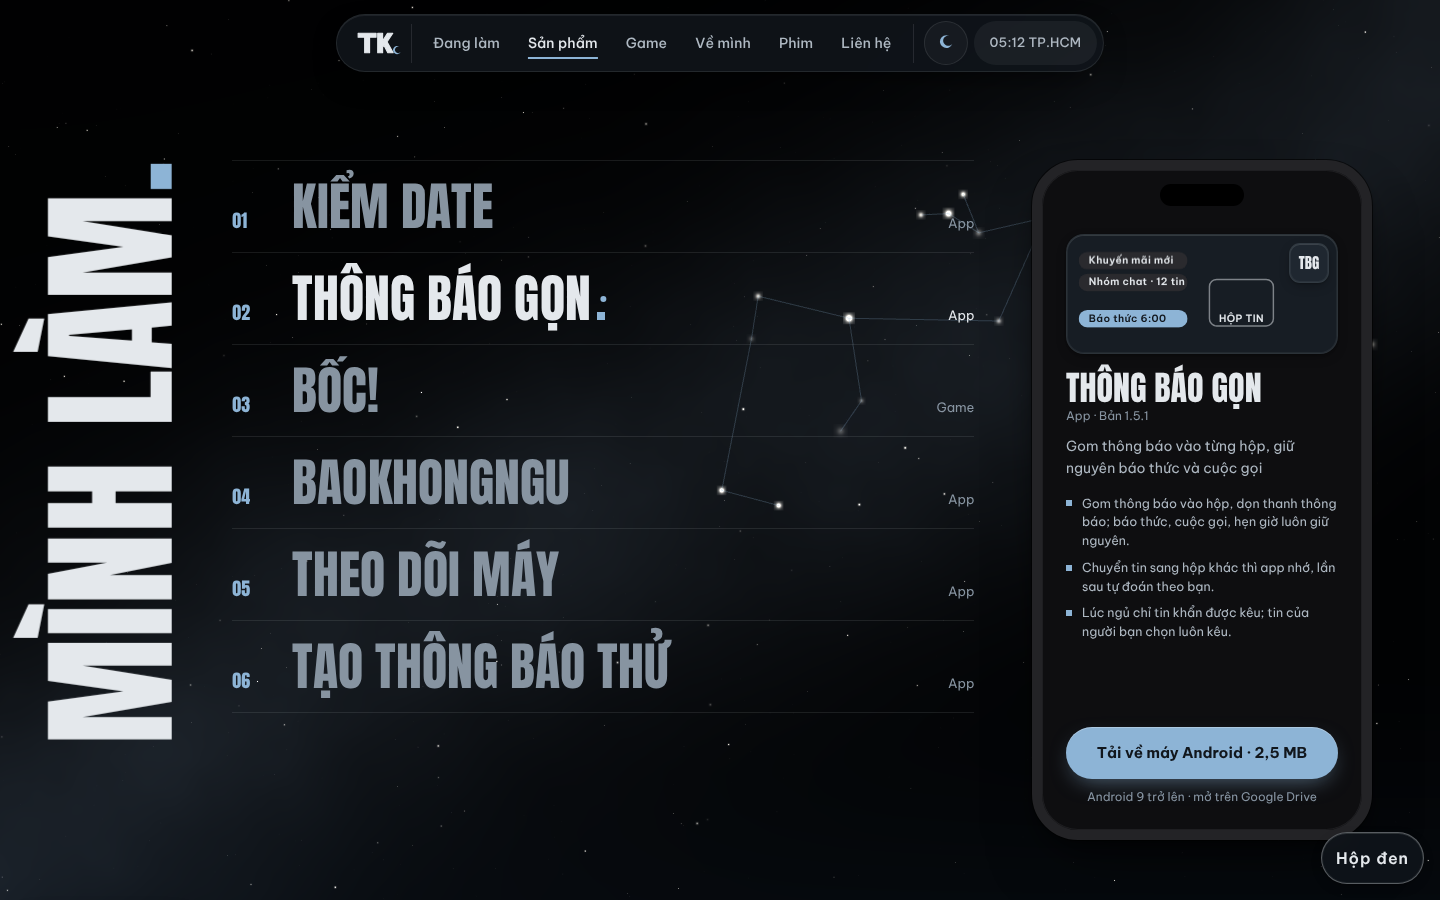 TK
Đang làm
Sản phẩm
Game
Về mình
Phim
Liên hệ
05:12 TP.HCM
MÌNH LÀM.
01 KIỂM DATE App
02 THÔNG BÁO GỌN: App
03 BỐC! Game
04 BAOKHONGNGU App
05 THEO DÕI MÁY App
06 TẠO THÔNG BÁO THỬ App
Khuyến mãi mới
Nhóm chat · 12 tin
Báo thức 6:00
HỘP TIN
TBG
THÔNG BÁO GỌN
App · Bản 1.5.1
Gom thông báo vào từng hộp, giữ
nguyên báo thức và cuộc gọi
Gom thông báo vào hộp, dọn thanh thông
báo; báo thức, cuộc gọi, hẹn giờ luôn giữ
nguyên.
Chuyển tin sang hộp khác thì app nhớ, lần
sau tự đoán theo bạn.
Lúc ngủ chỉ tin khẩn được kêu; tin của
người bạn chọn luôn kêu.
Tải về máy Android · 2,5 MB
Android 9 trở lên · mở trên Google Drive
Hộp đen